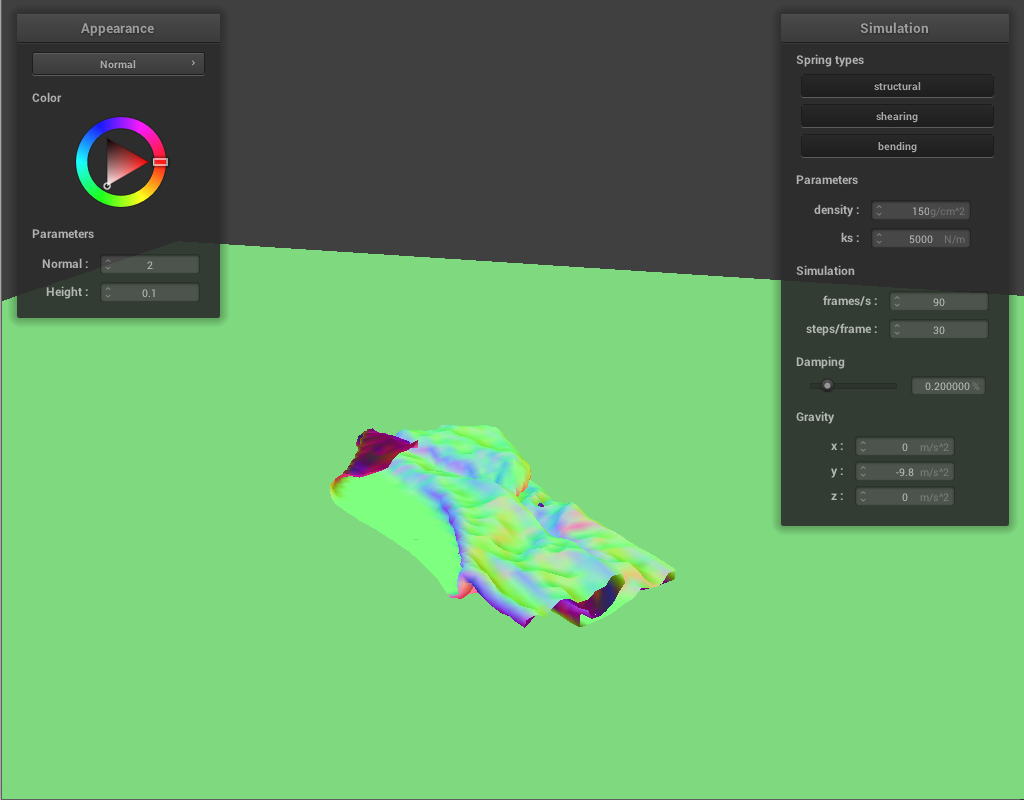 Appearance
Normal
Color
Parameters
Normal : 2
Height : 0.1
Simulation
Spring types
structural
shearing
bending
Parameters
density : 150 g/cm^2
ks : 5000 N/m
Simulation
frames/s : 90
steps/frame : 30
Damping
0.200000 %
Gravity
x : 0 m/s^2
y : -9.8 m/s^2
z : 0 m/s^2